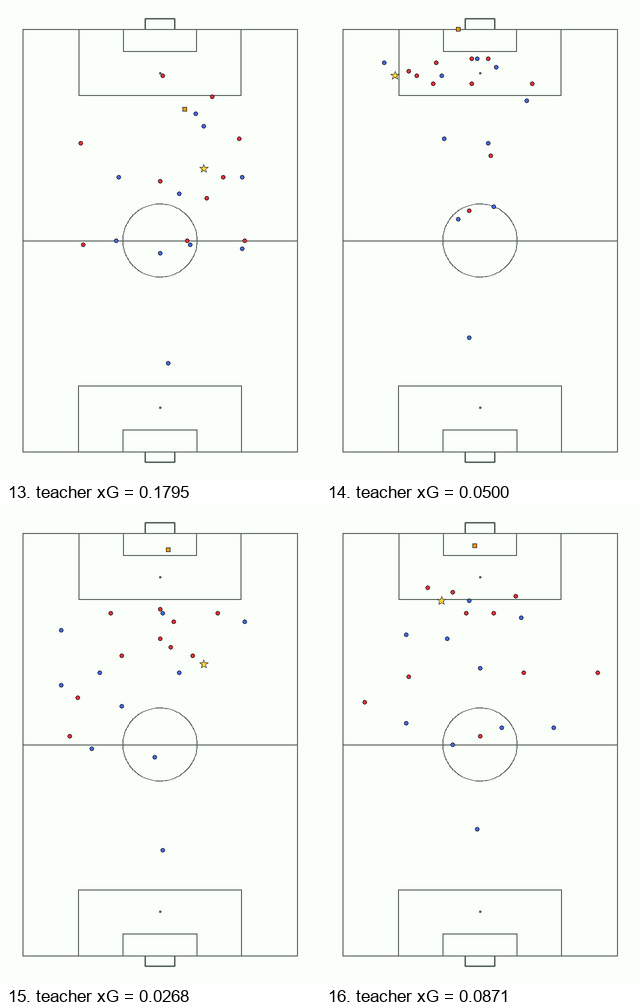 13. teacher xG = 0.1795
14. teacher xG = 0.0500
15. teacher xG = 0.0268
16. teacher xG = 0.0871